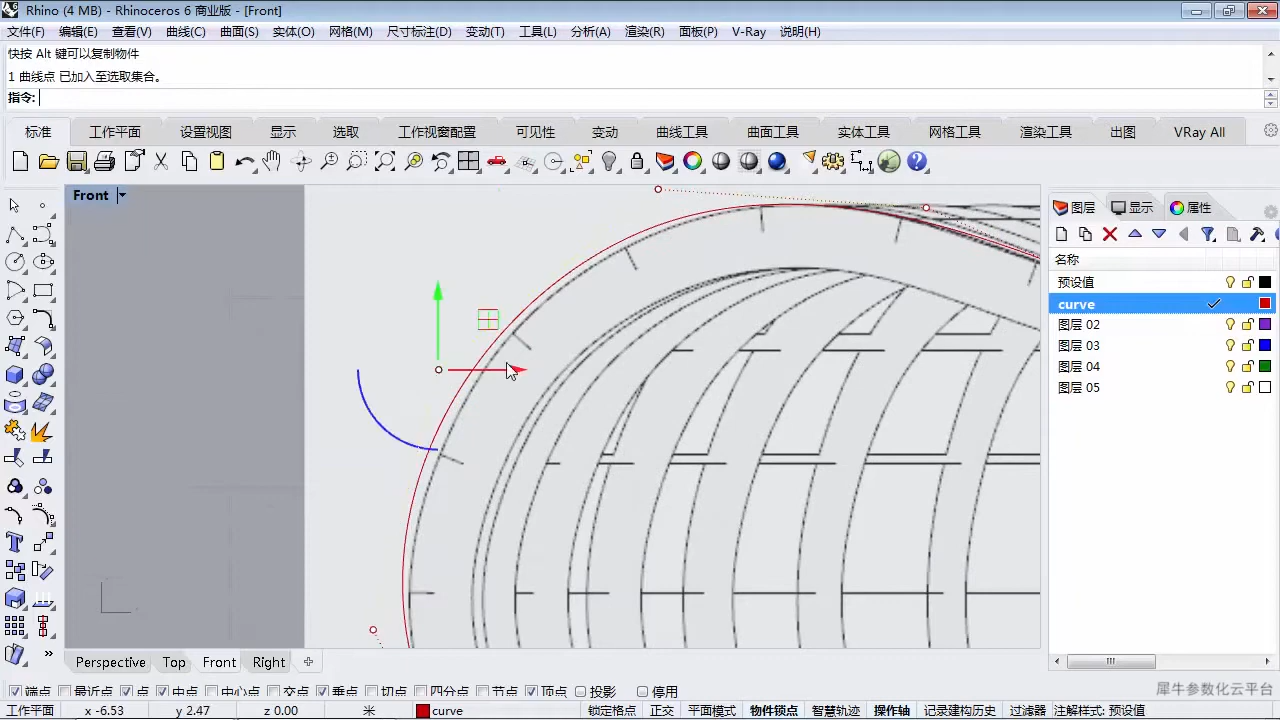 Rhino (4 MB) - Rhinoceros 6 商业版 - [Front]
文件(F) 编辑(E) 查看(V) 曲线(C) 曲面(S) 实体(O) 网格(M) 尺寸标注(D) 变动(T) 工具(L) 分析(A) 渲染(R) 面板(P) V-Ray 说明(H)
快按 Alt 键可以复制物件
1 曲线点 已加入至选取集合。
指令:
标准 工作平面 设置视图 显示 选取 工作视窗配置 可见性 变动 曲线工具 曲面工具 实体工具 网格工具 渲染工具 出图 VRay All
Front
图层 显示 属性
名称
预设值
curve
图层 02
图层 03
图层 04
图层 05
Perspective Top Front Right
端点 最近点 点 中点 中心点 交点 垂点 切点 四分点 节点 顶点 投影 停用
犀牛参数化云平台
工作平面 x -6.53 y 2.47 z 0.00 米 curve 锁定格点 正交 平面模式 物件锁点 智慧轨迹 操作轴 记录建构历史 过滤器 注解样式: 预设值